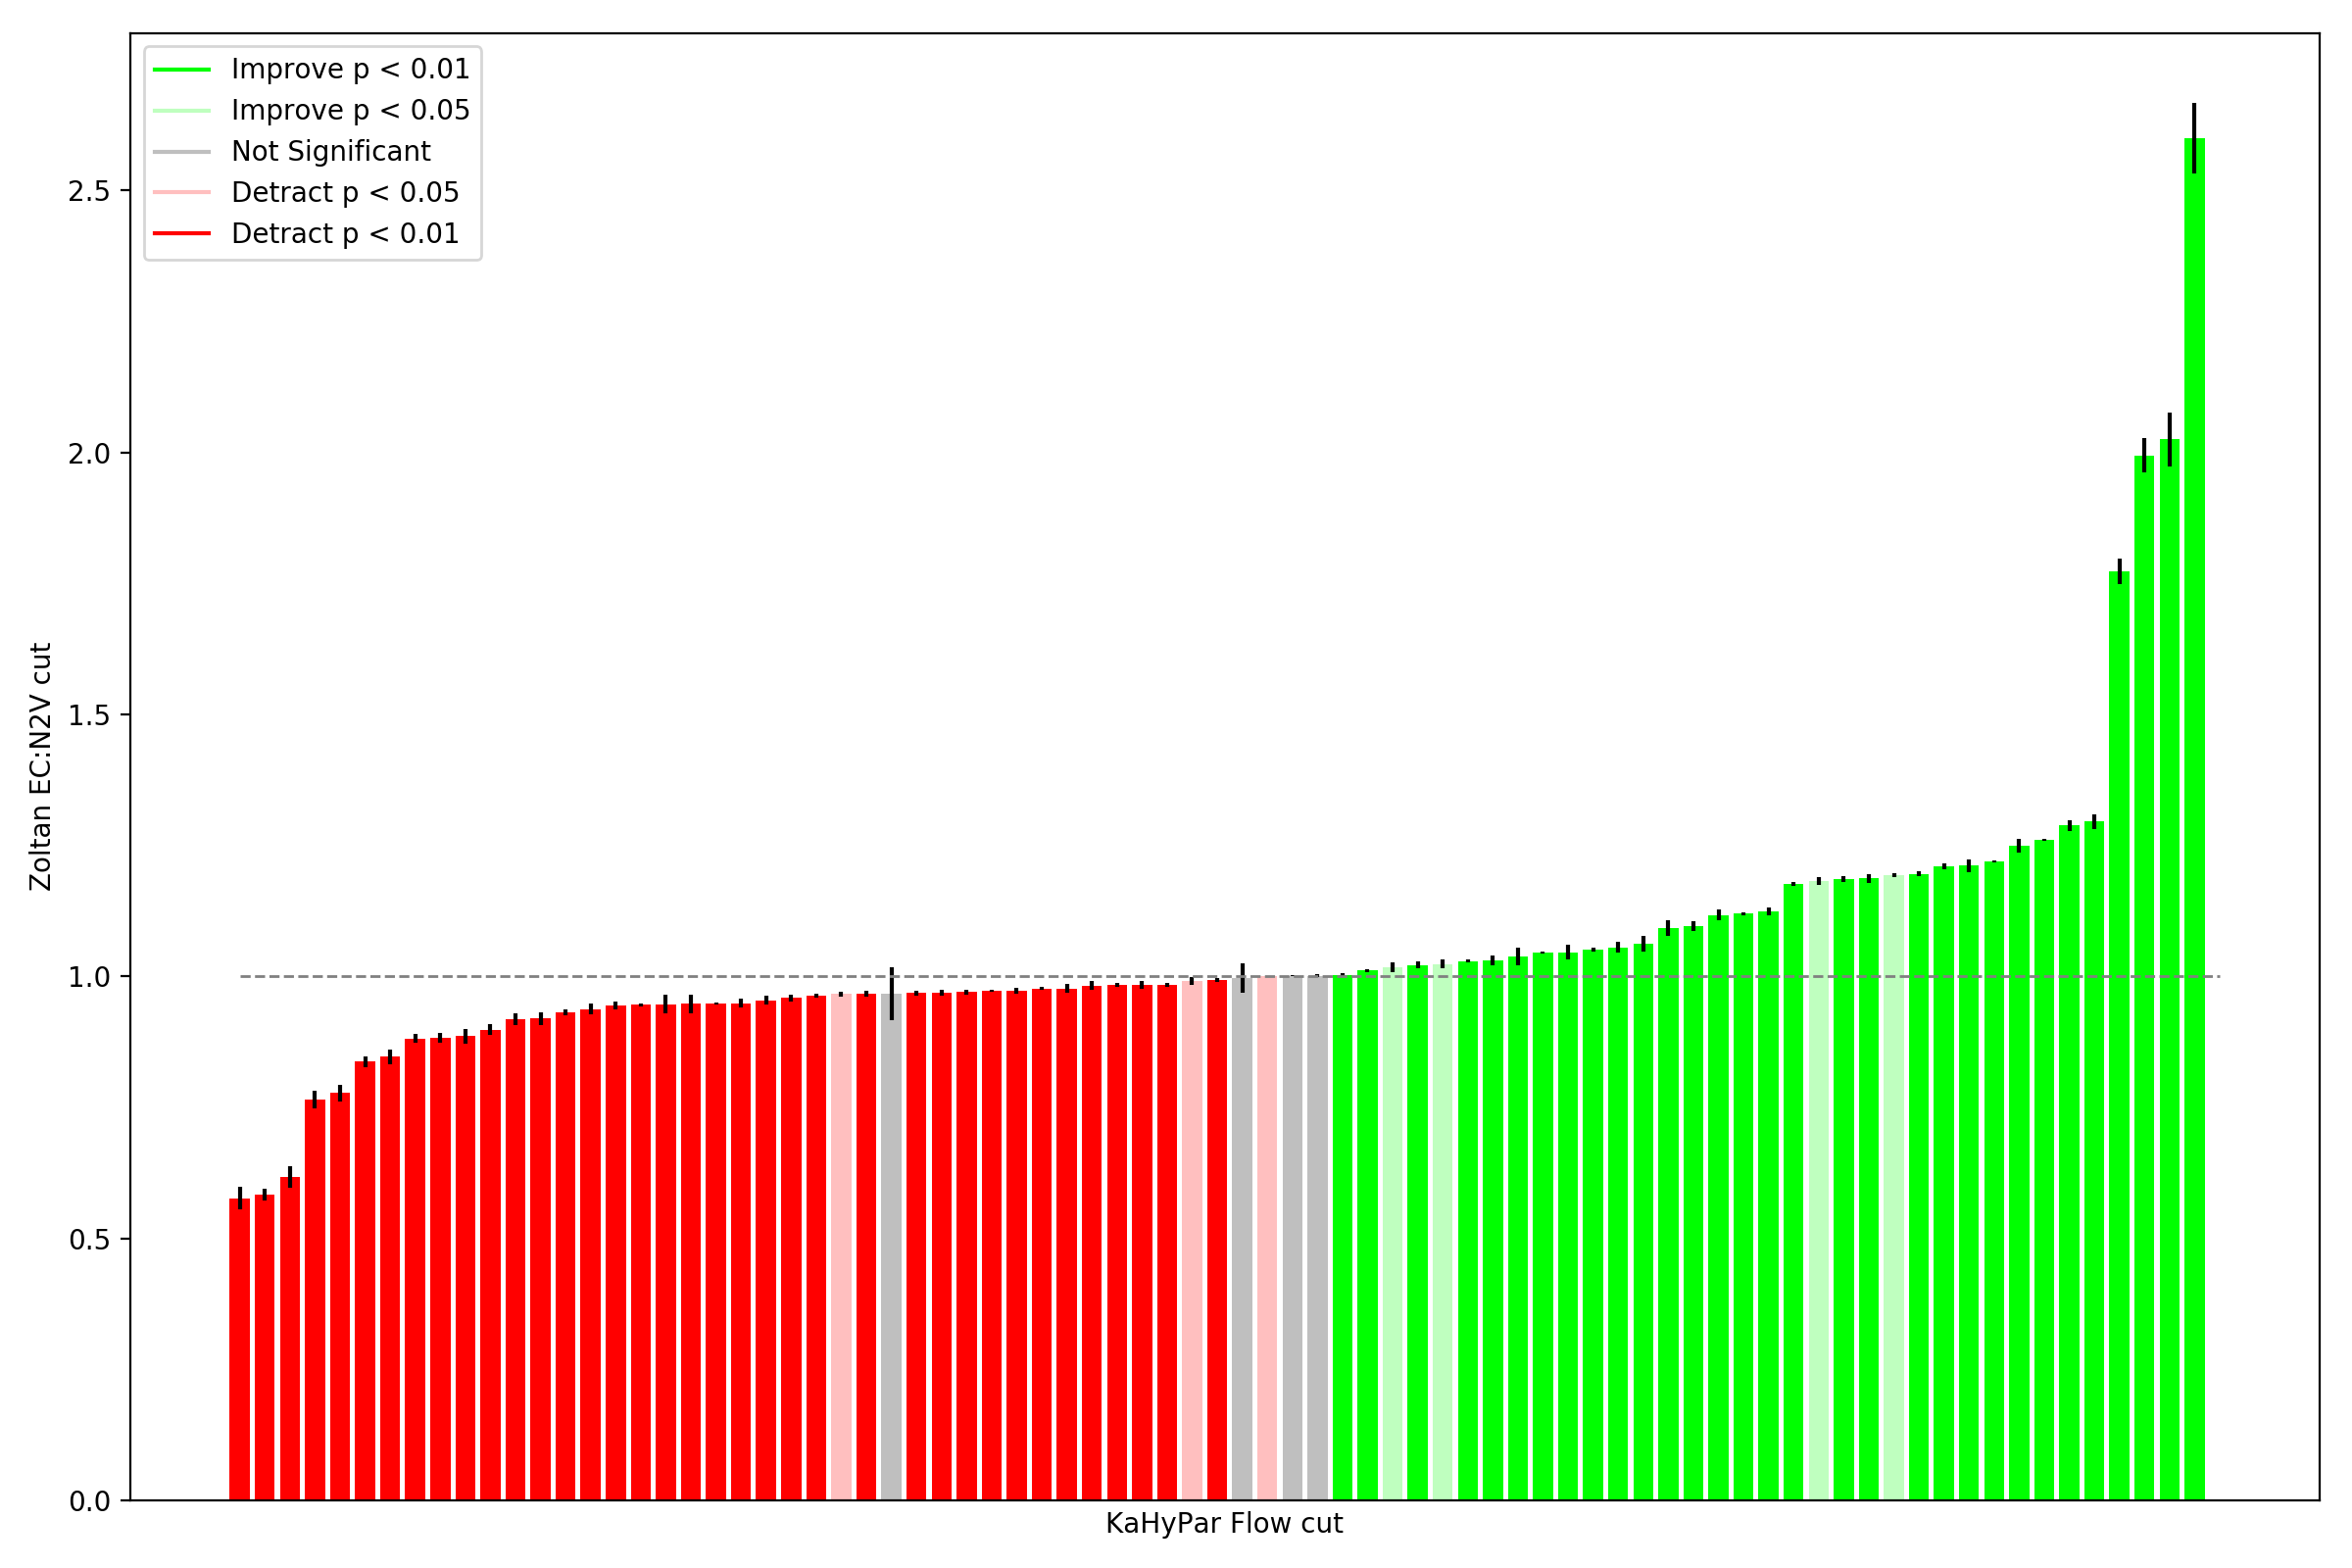 Improve p < 0.01
Improve p < 0.05
Not Significant
Detract p < 0.05
Detract p < 0.01
2.5
2.0
1.5
1.0
0.5
0.0
Zoltan EC:N2V cut
KaHyPar Flow cut